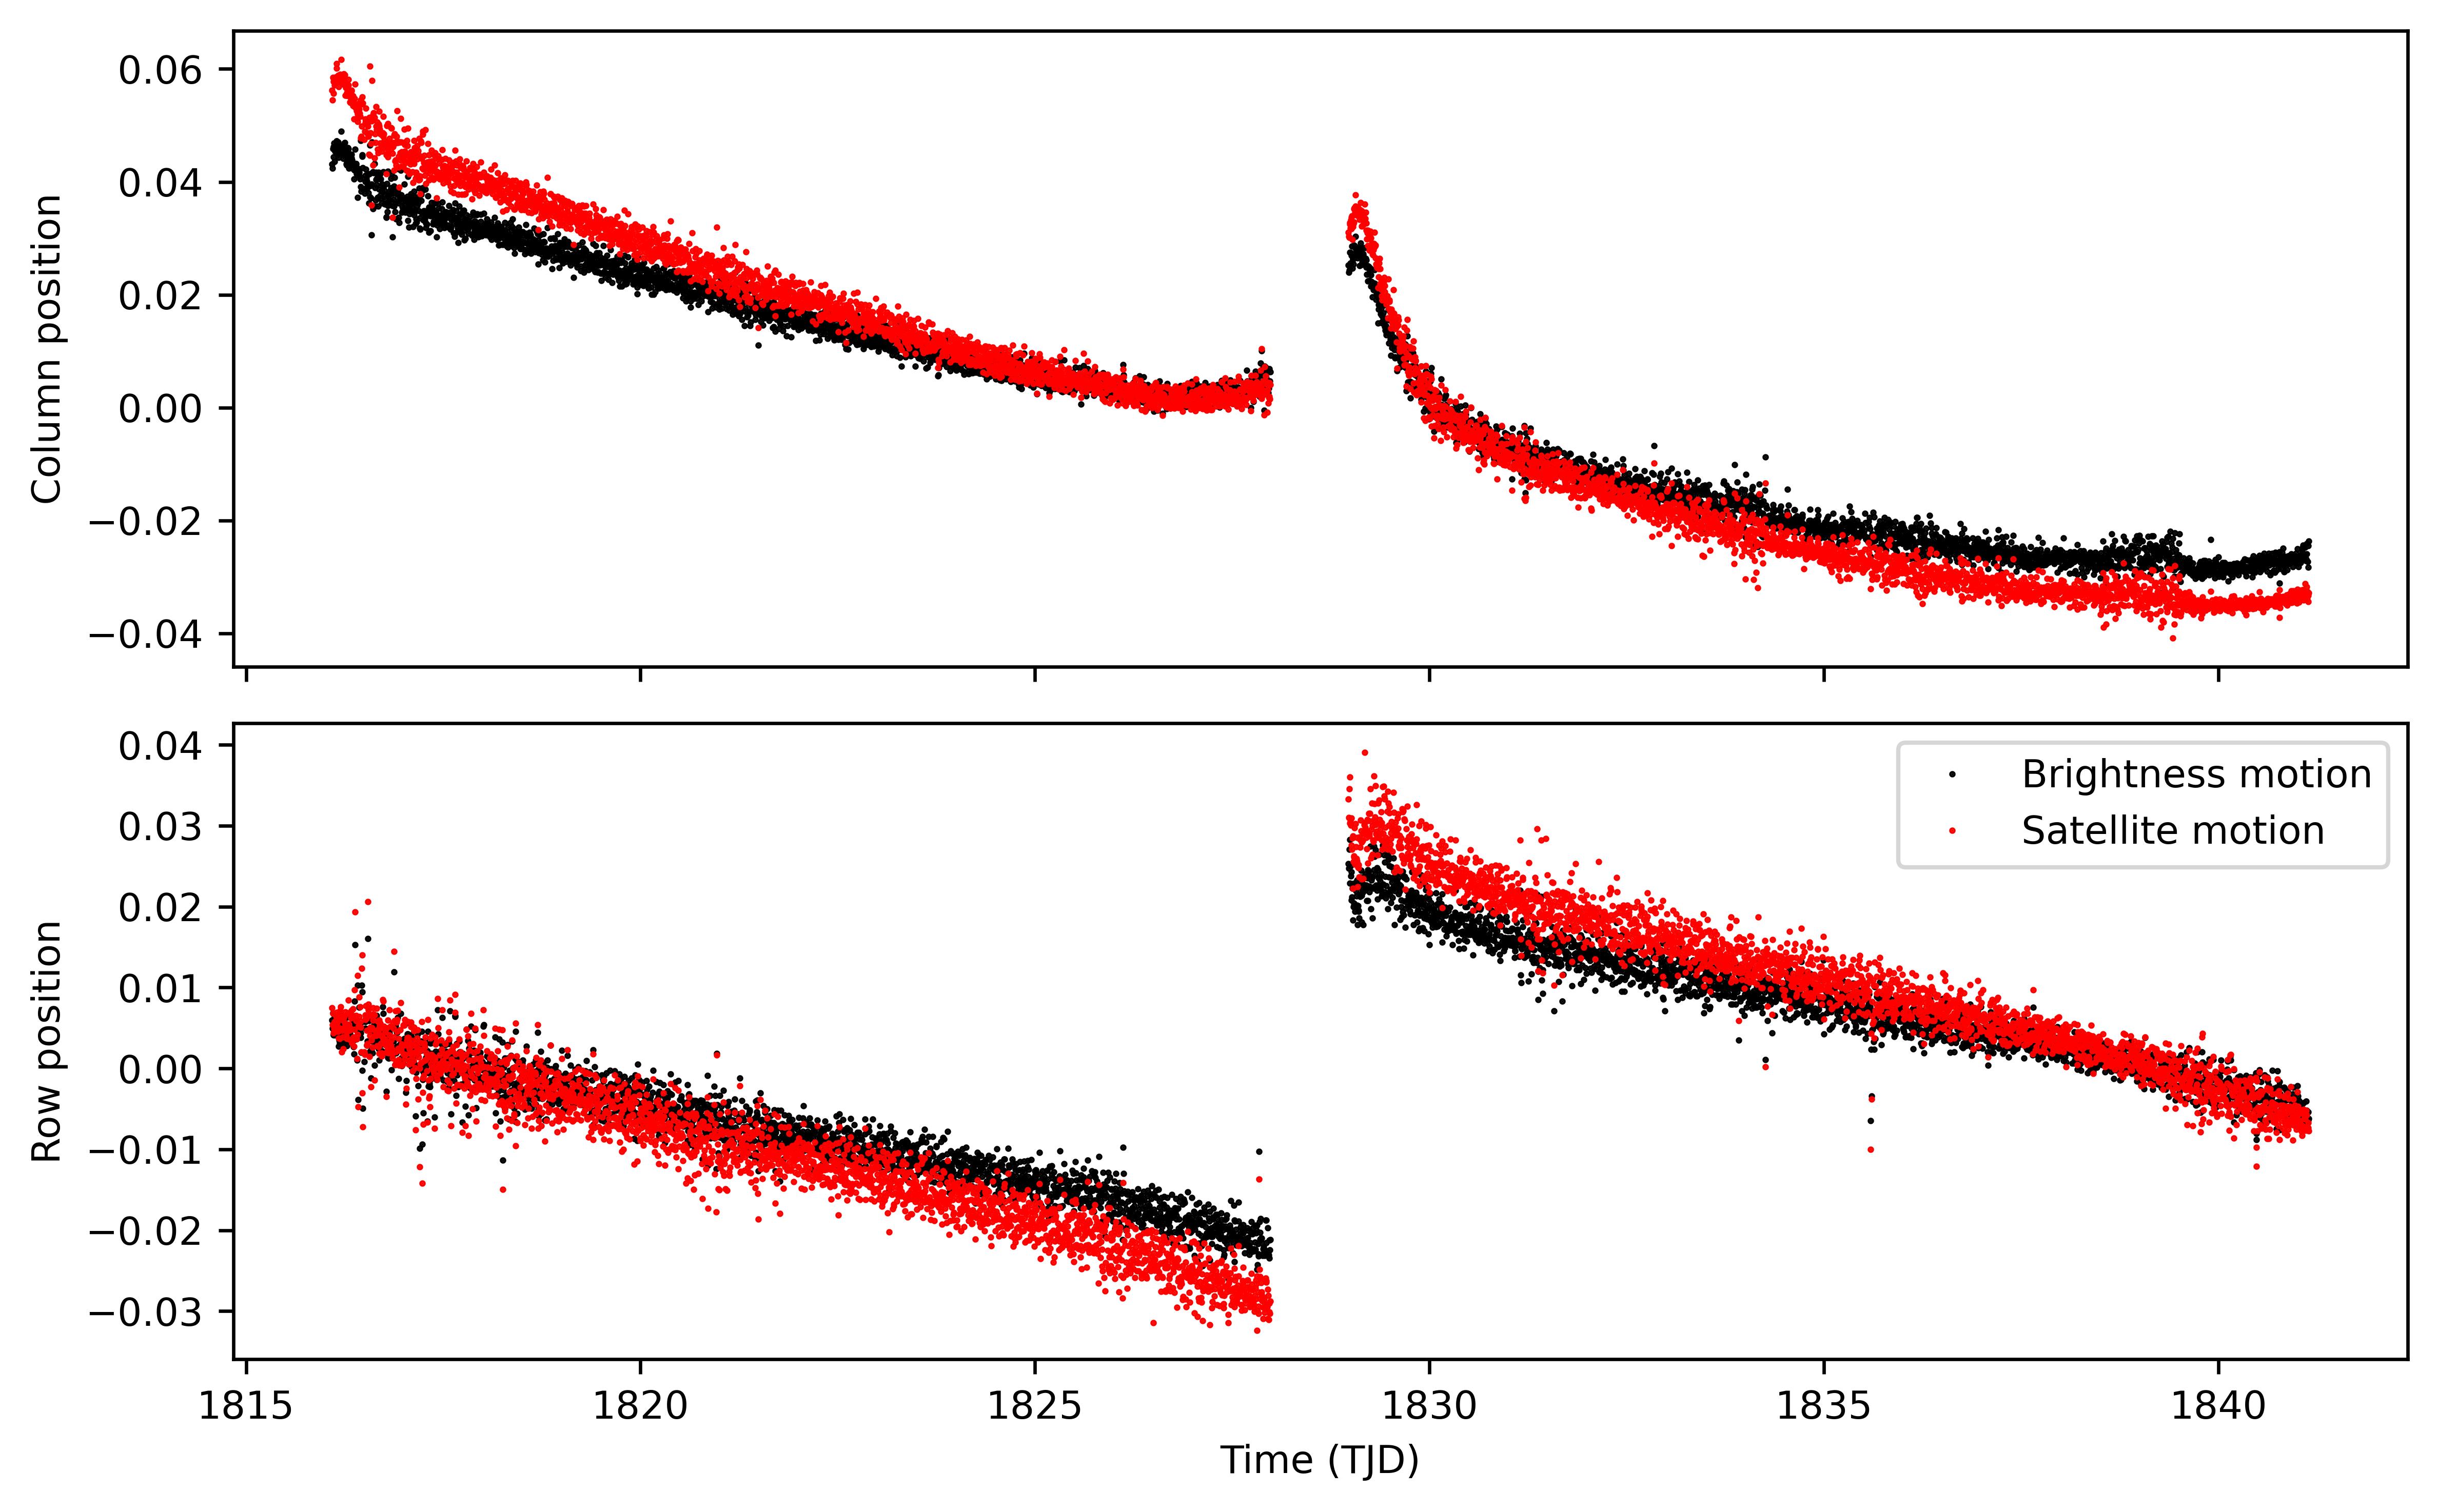 0.06
0.04
0.02
0.00
−0.02
−0.04
Column position
0.04
0.03
0.02
0.01
0.00
−0.01
−0.02
−0.03
Row position
Brightness motion
Satellite motion
1815 1820 1825 1830 1835 1840
Time (TJD)